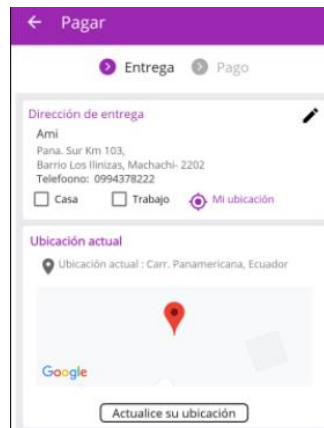 Pagar
Entrega Pago
Dirección de entrega
Ami
Pana. Sur Km 103,
Barrio Los Ilinizas, Machachi- 2202
Telefoono: 0994378222
Casa Trabajo Mi ubicación
Ubicación actual
Ubicación actual : Carr. Panamericana, Ecuador
Google
Actualice su ubicación